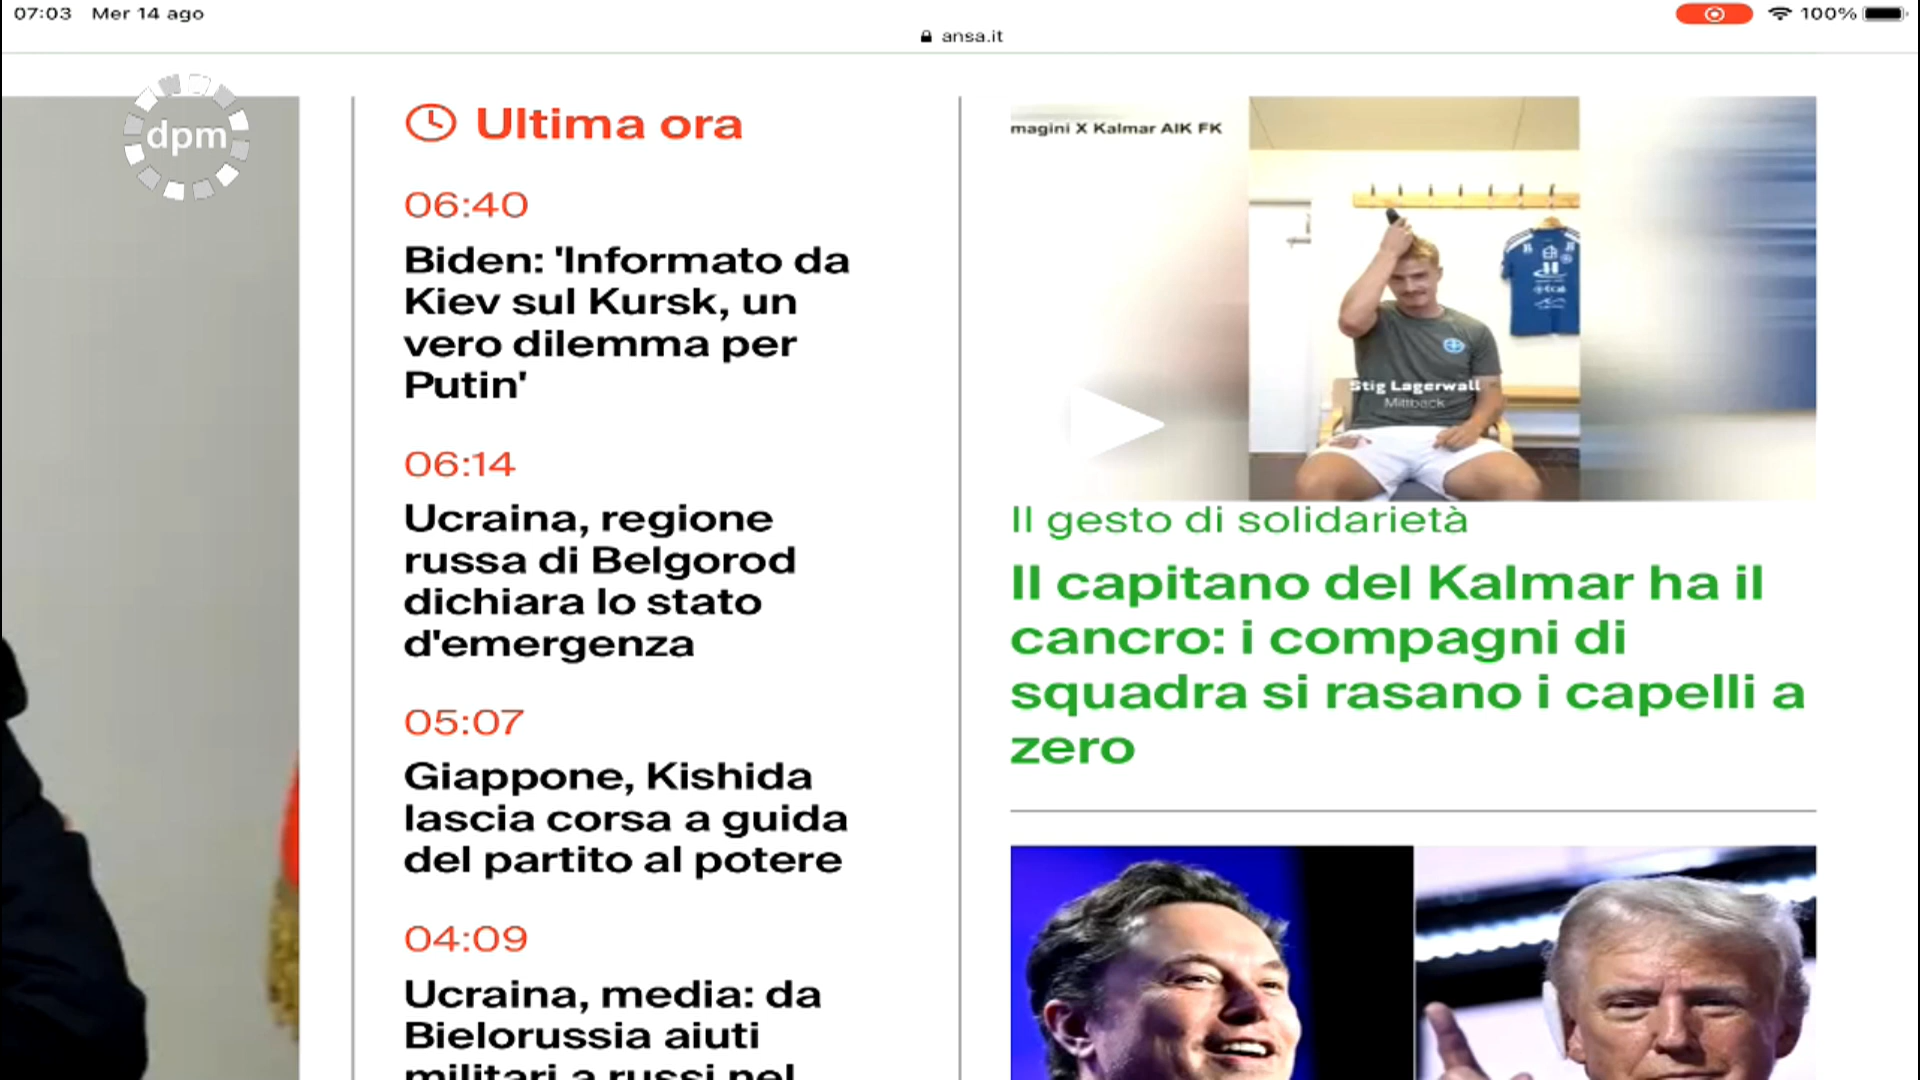 07:03 Mer 14 ago
100%
ansa.it
dpm
Ultima ora
06:40
Biden: 'Informato da
Kiev sul Kursk, un
vero dilemma per
Putin'
06:14
Ucraina, regione
russa di Belgorod
dichiara lo stato
d'emergenza
05:07
Giappone, Kishida
lascia corsa a guida
del partito al potere
04:09
Ucraina, media: da
Bielorussia aiuti
militari a russi nel
magini X Kalmar AIK FK
Stig Lagerwall
Mittback
Il gesto di solidarietà
Il capitano del Kalmar ha il
cancro: i compagni di
squadra si rasano i capelli a
zero